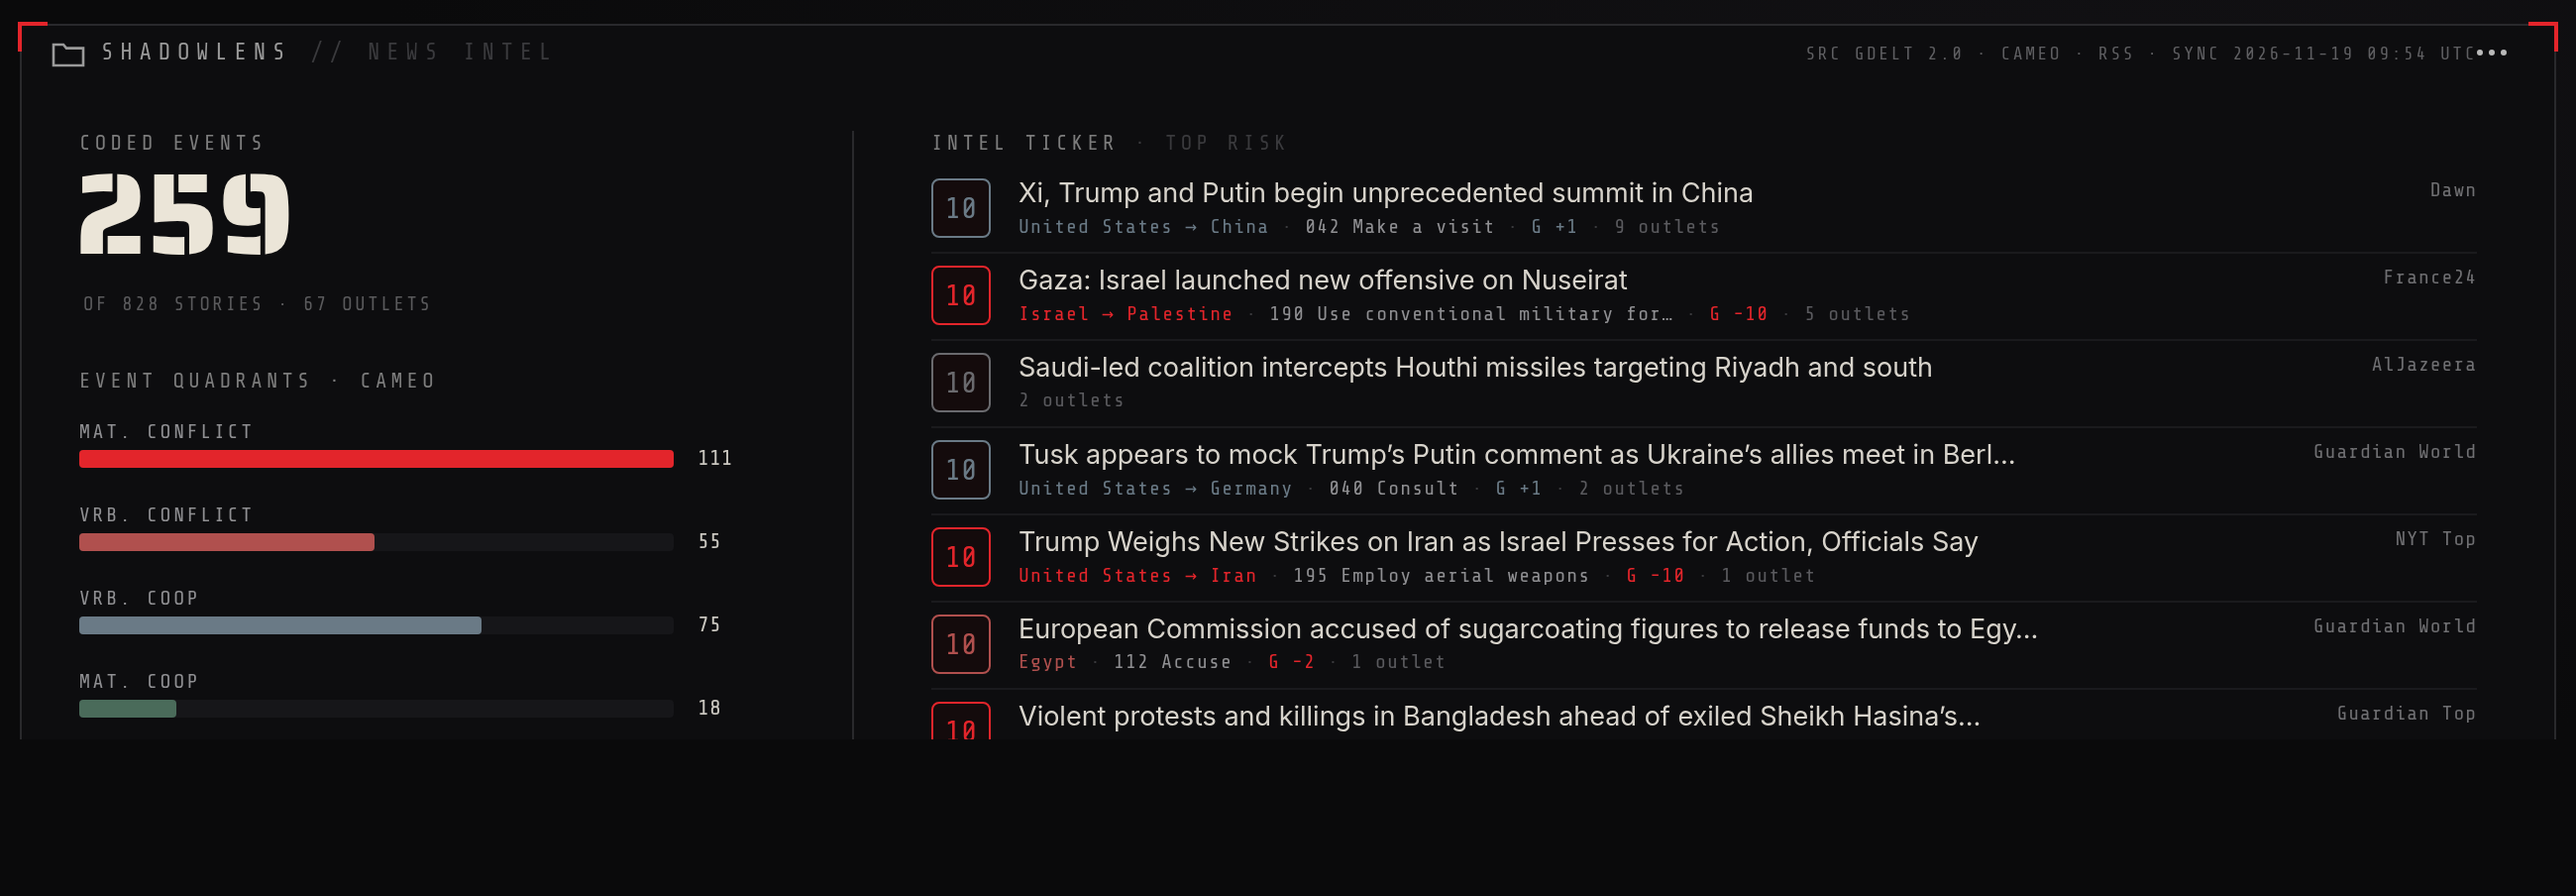 SHADOWLENS // NEWS INTEL
SRC GDELT 2.0 · CAMEO · RSS · SYNC 2026-11-19 09:54 UTC
CODED EVENTS
259
OF 828 STORIES · 67 OUTLETS
EVENT QUADRANTS · CAMEO
MAT. CONFLICT
111
VRB. CONFLICT
55
VRB. COOP
75
MAT. COOP
18
INTEL TICKER · TOP RISK
10 Xi, Trump and Putin begin unprecedented summit in China Dawn
United States → China · 042 Make a visit · G +1 · 9 outlets
10 Gaza: Israel launched new offensive on Nuseirat France24
Israel → Palestine · 190 Use conventional military for… · G -10 · 5 outlets
10 Saudi-led coalition intercepts Houthi missiles targeting Riyadh and south AlJazeera
2 outlets
10 Tusk appears to mock Trump’s Putin comment as Ukraine’s allies meet in Berl… Guardian World
United States → Germany · 040 Consult · G +1 · 2 outlets
10 Trump Weighs New Strikes on Iran as Israel Presses for Action, Officials Say NYT Top
United States → Iran · 195 Employ aerial weapons · G -10 · 1 outlet
10 European Commission accused of sugarcoating figures to release funds to Egy… Guardian World
Egypt · 112 Accuse · G -2 · 1 outlet
10 Violent protests and killings in Bangladesh ahead of exiled Sheikh Hasina’s… Guardian Top